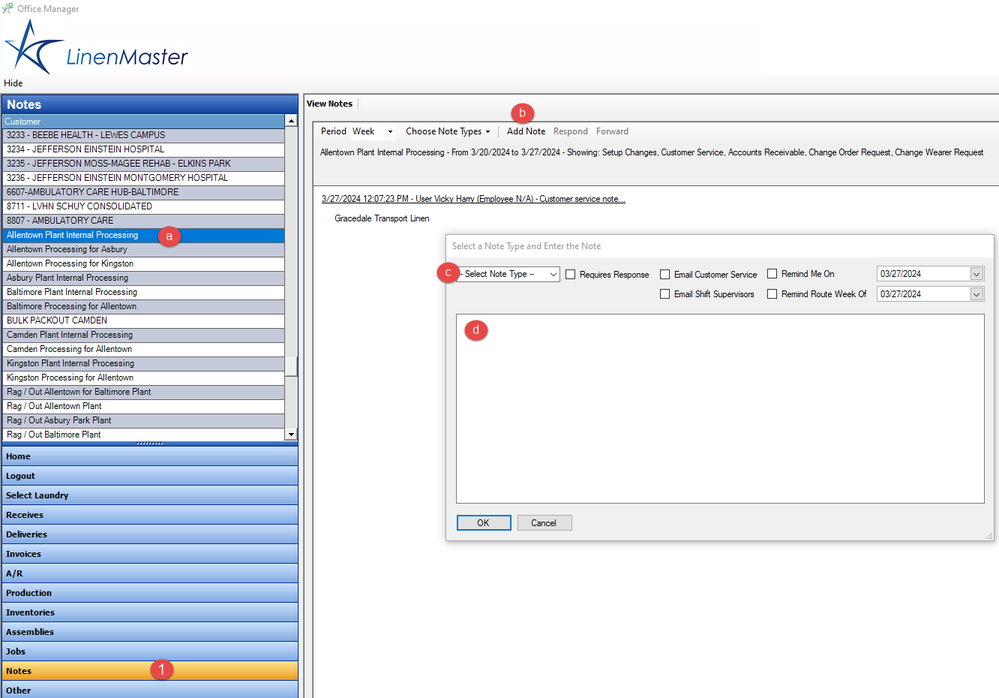 Office Manager
LinenMaster
Hide
Notes
Customer
3233 - BEEBE HEALTH - LEWES CAMPUS
3234 - JEFFERSON EINSTEIN HOSPITAL
3235 - JEFFERSON MOSS-MAGEE REHAB - ELKINS PARK
3236 - JEFFERSON EINSTEIN MONTGOMERY HOSPITAL
6607-AMBULATORY CARE HUB-BALTIMORE
8711 - LVHN SCHUY CONSOLIDATED
8807 - AMBULATORY CARE
Allentown Plant Internal Processing a
Allentown Processing for Asbury
Allentown Processing for Kingston
Asbury Plant Internal Processing
Baltimore Plant Internal Processing
Baltimore Processing for Allentown
BULK PACKOUT CAMDEN
Camden Plant Internal Processing
Camden Processing for Allentown
Kingston Plant Internal Processing
Kingston Processing for Allentown
Rag / Out Allentown for Baltimore Plant
Rag / Out Allentown Plant
Rag / Out Asbury Park Plant
Rag / Out Baltimore Plant
Home
Logout
Select Laundry
Receives
Deliveries
Invoices
A/R
Production
Inventories
Assemblies
Jobs
Notes 1
Other
View Notes
b
Period Week Choose Note Types Add Note Respond Forward
Allentown Plant Internal Processing - From 3/20/2024 to 3/27/2024 - Showing: Setup Changes, Customer Service, Accounts Receivable, Change Order Request, Change Wearer Request
3/27/2024 12:07:23 PM - User Vicky Harry (Employee N/A) - Customer service note...
Gracedale Transport Linen
Select a Note Type and Enter the Note
c - Select Note Type -- Requires Response Email Customer Service Remind Me On 03/27/2024
Email Shift Supervisors Remind Route Week Of 03/27/2024
d
OK Cancel